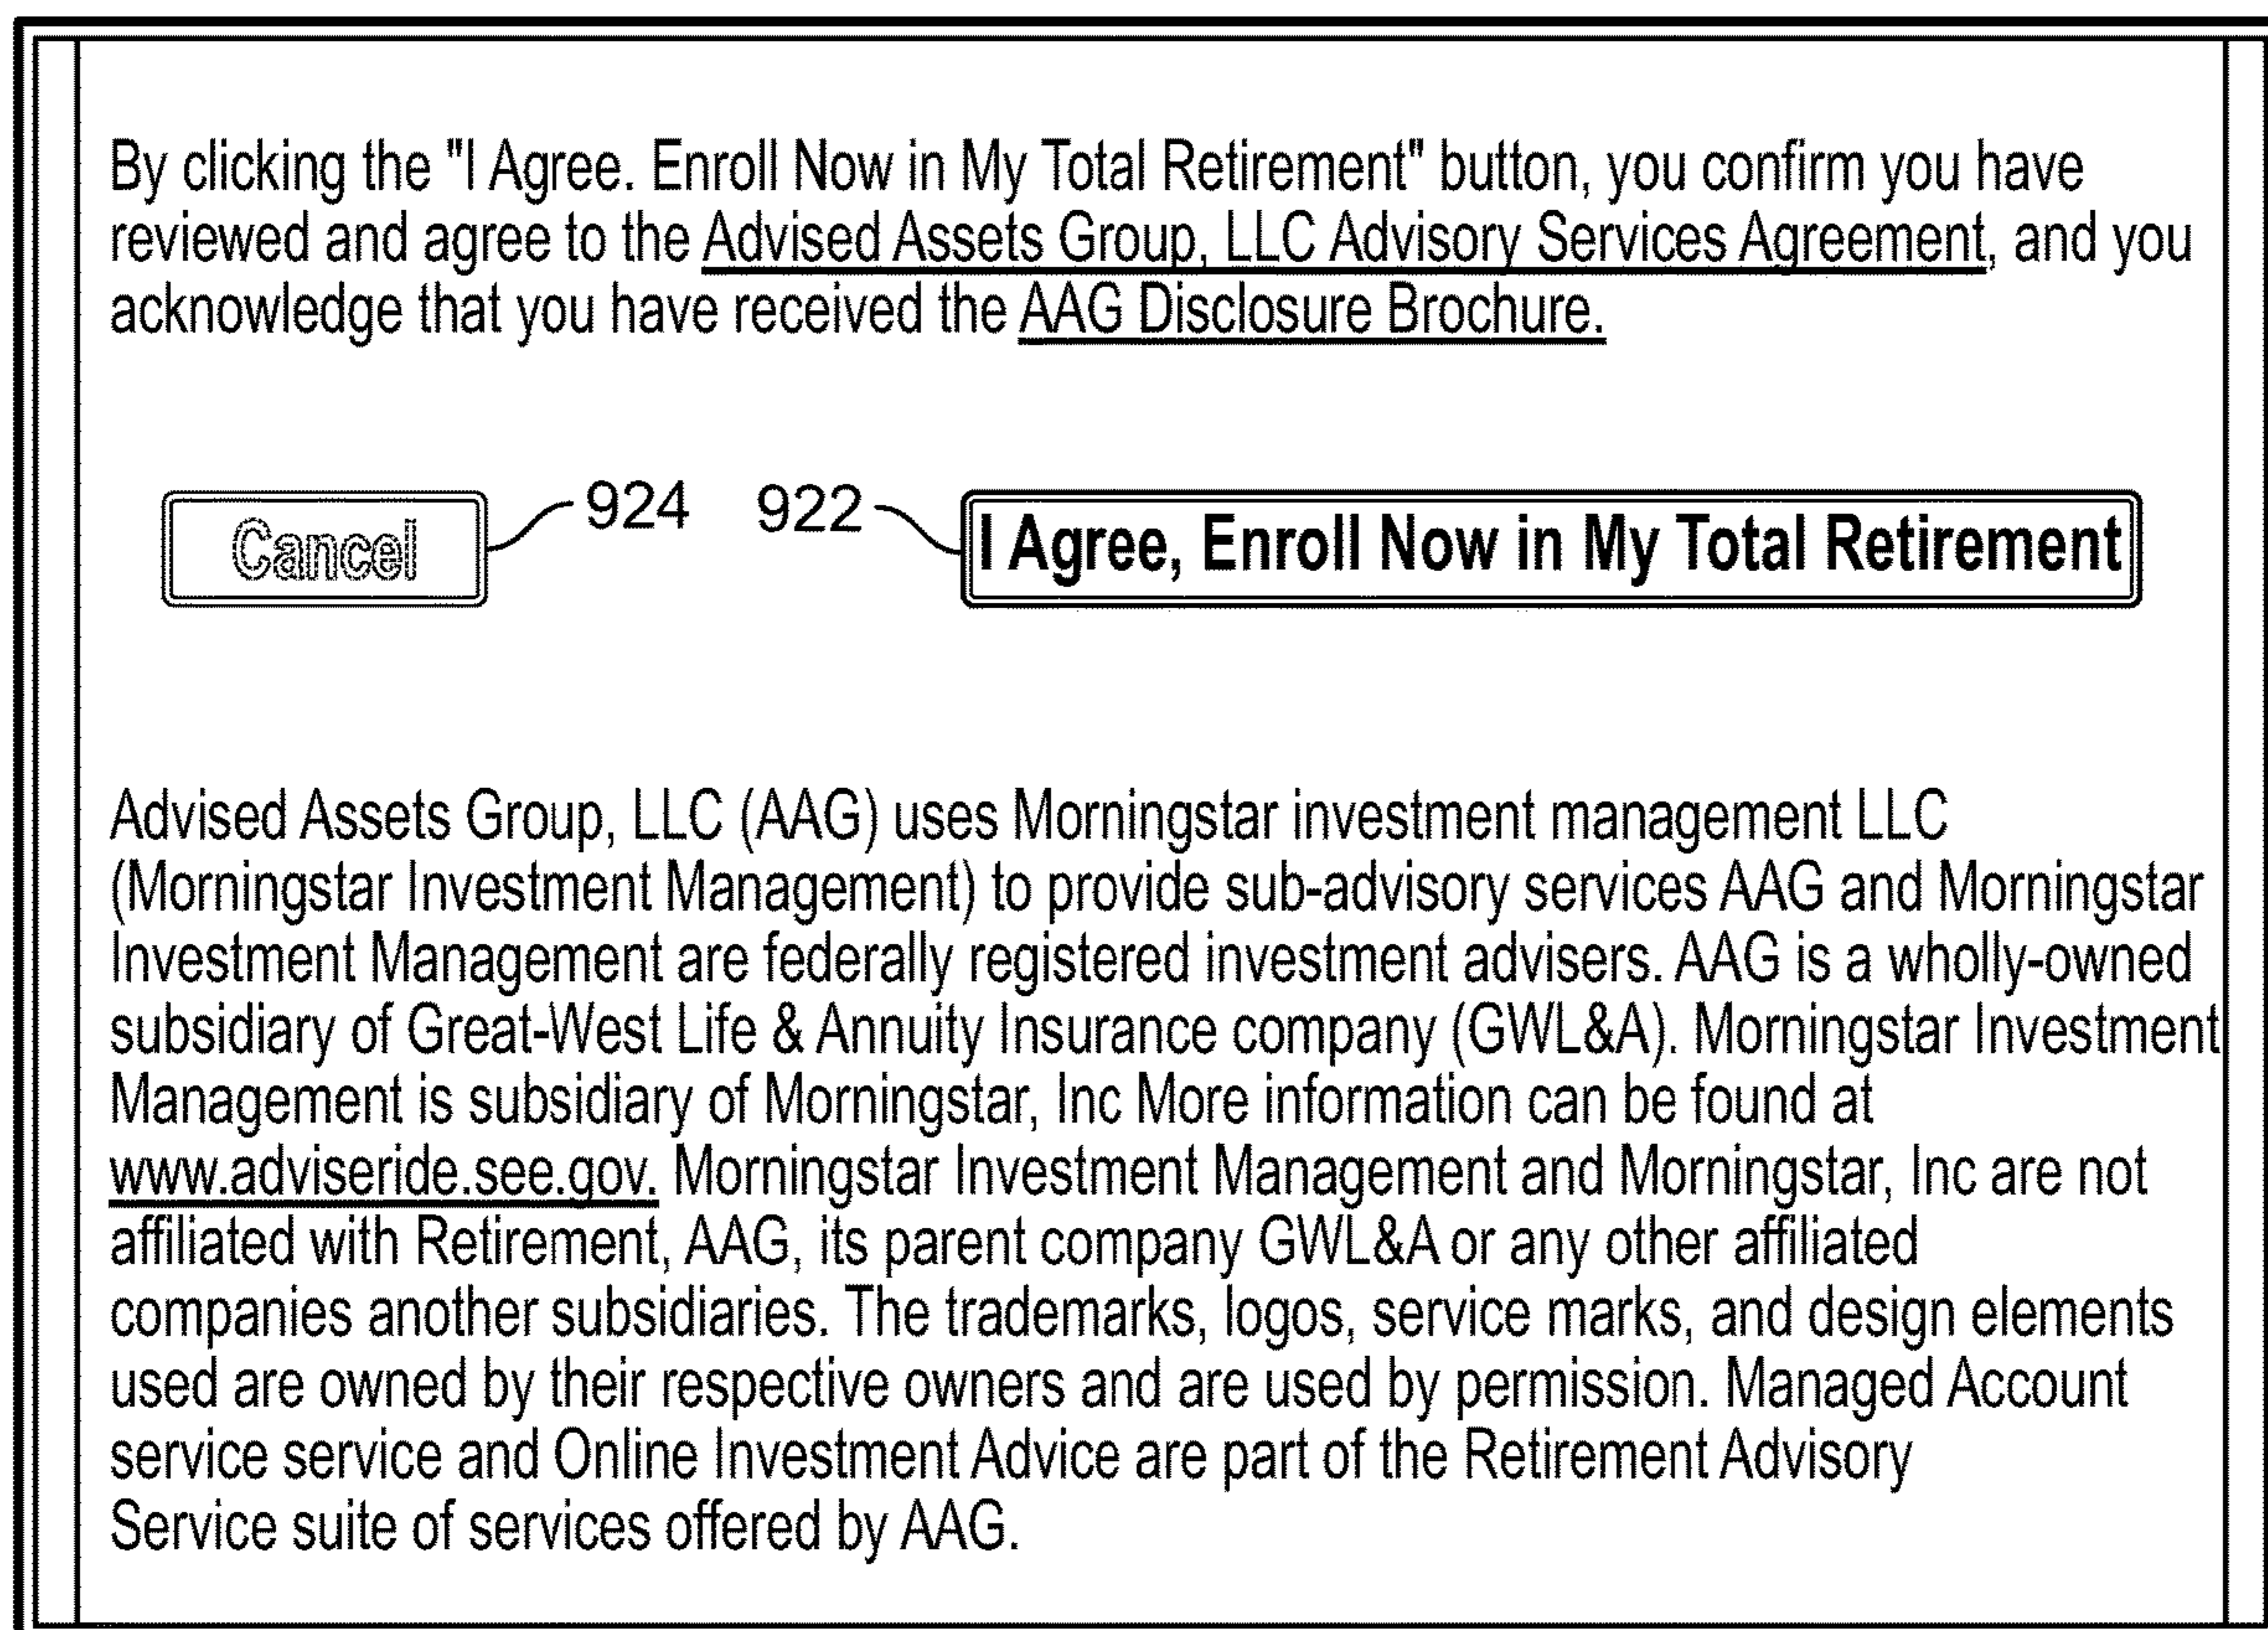 By clicking the "I Agree. Enroll Now in My Total Retirement" button, you confirm you have
reviewed and agree to the Advised Assets Group, LLC Advisory Services Agreement, and you
acknowledge that you have received the AAG Disclosure Brochure.
Cancel 924 922 I Agree, Enroll Now in My Total Retirement
Advised Assets Group, LLC (AAG) uses Morningstar investment management LLC
(Morningstar Investment Management) to provide sub-advisory services AAG and Morningstar
Investment Management are federally registered investment advisers. AAG is a wholly-owned
subsidiary of Great-West Life & Annuity Insurance company (GWL&A). Morningstar Investment
Management is subsidiary of Morningstar, Inc More information can be found at
www.adviseride.see.gov. Morningstar Investment Management and Morningstar, Inc are not
affiliated with Retirement, AAG, its parent company GWL&A or any other affiliated
companies another subsidiaries. The trademarks, logos, service marks, and design elements
used are owned by their respective owners and are used by permission. Managed Account
service service and Online Investment Advice are part of the Retirement Advisory
Service suite of services offered by AAG.